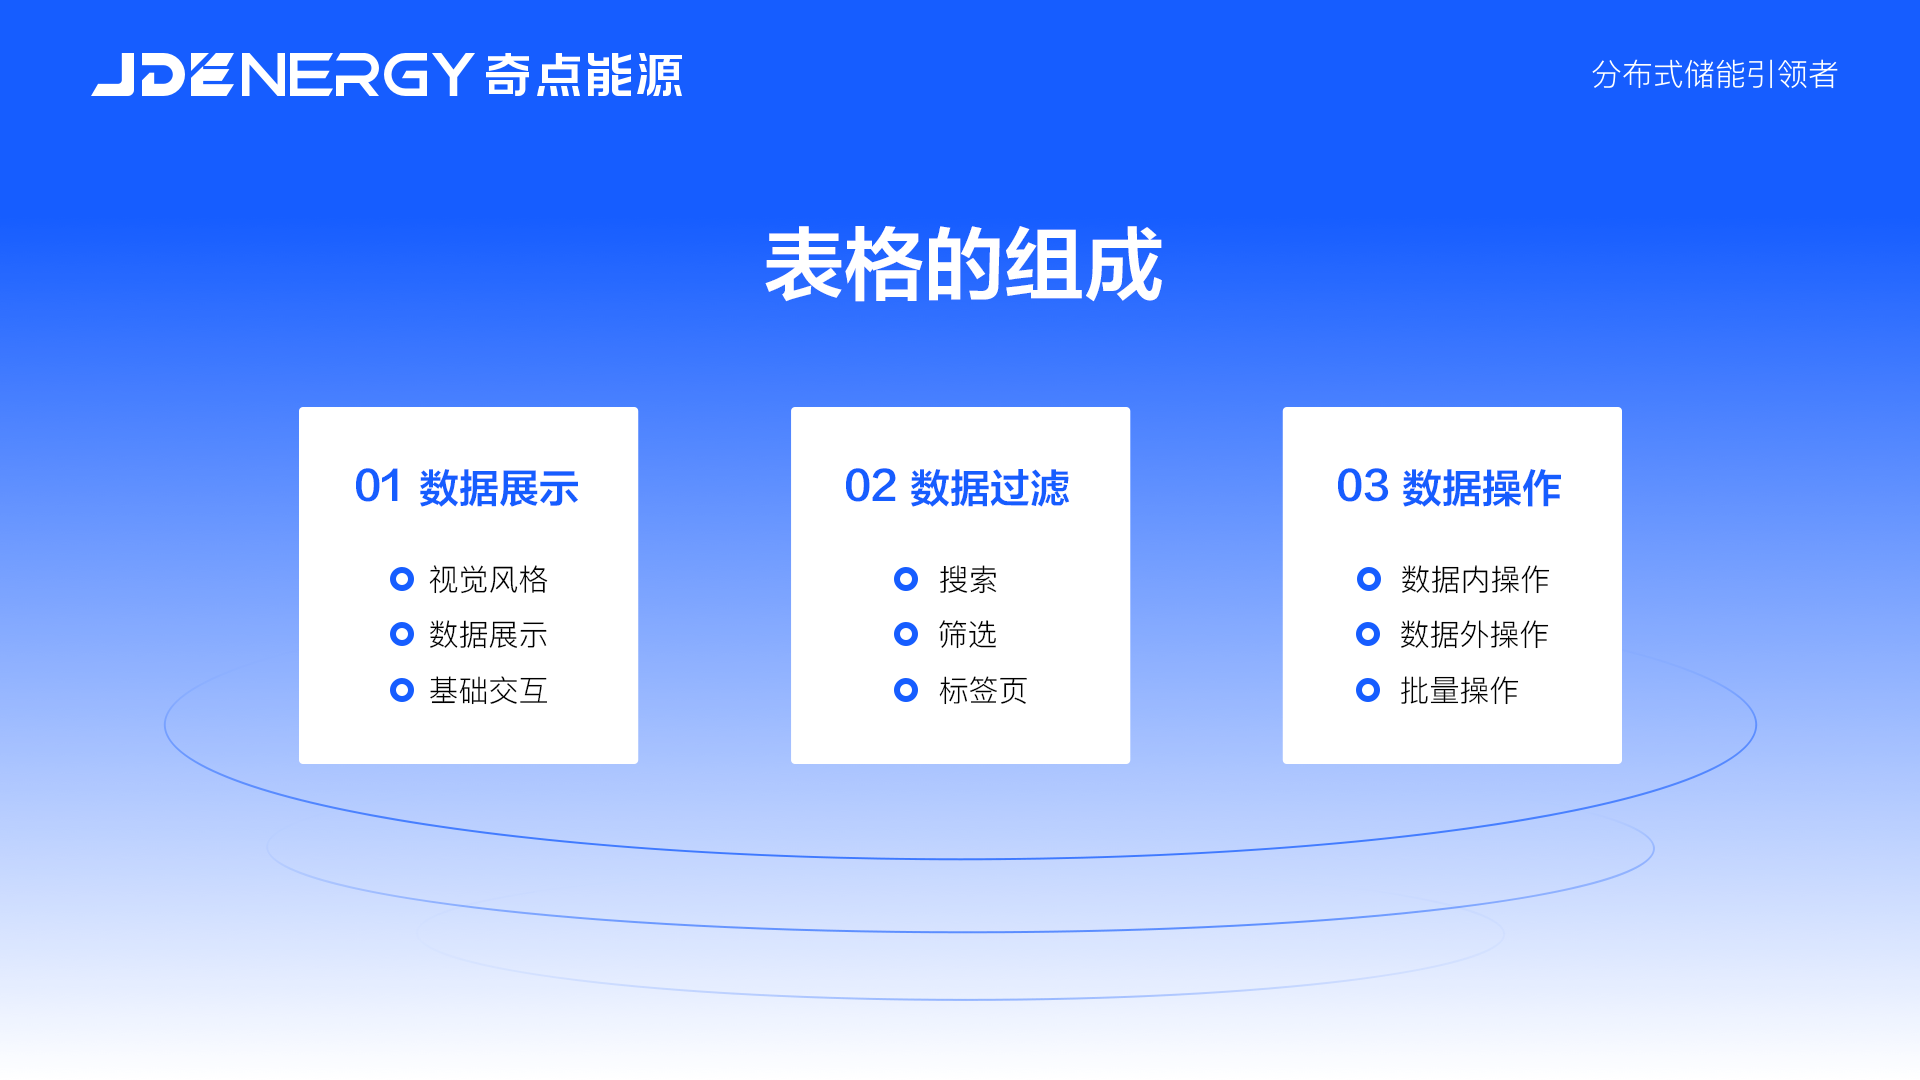 JDENERGY 奇点能源
分布式储能引领者
表格的组成
01 数据展示
视觉风格
数据展示
基础交互
02 数据过滤
搜索
筛选
标签页
03 数据操作
数据内操作
数据外操作
批量操作